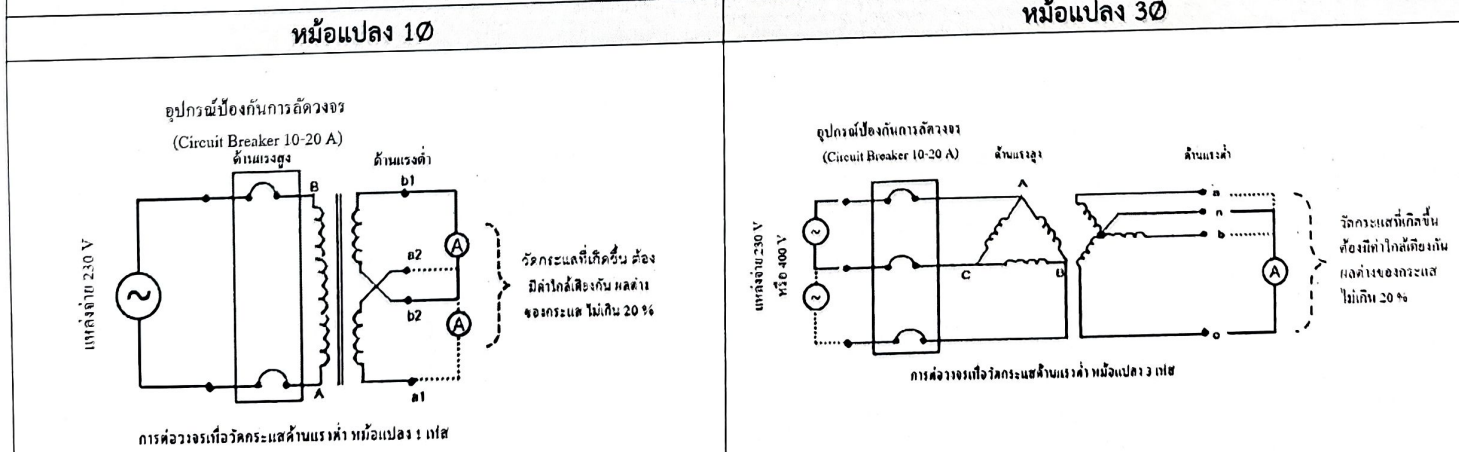 หม้อแปลง 1Ø
อุปกรณ์ป้องกันการลัดวงจร
(Circuit Breaker 10-20 A)
ด้านแรงสูง
ด้านแรงต่ำ
B
b1
A
a2
b2
A
A
a1
แหล่งจ่าย 230 V
วัดกระแสที่เกิดขึ้น ต้อง
มีค่าใกล้เคียงกัน ผลต่าง
ของกระแส ไม่เกิน 20 %
การต่อวงจรเพื่อวัดกระแสด้านแรงต่ำ หม้อแปลง 1 เฟส
หม้อแปลง 3Ø
อุปกรณ์ป้องกันการลัดวงจร
(Circuit Breaker 10-20 A)
ด้านแรงสูง
ด้านแรงต่ำ
A
C
B
a
n
b
A
c
แหล่งจ่าย 230 V
หรือ 400 V
วัดกระแสที่เกิดขึ้น
ต้องมีค่าใกล้เคียงกัน
ผลต่างของกระแส
ไม่เกิน 20 %
การต่อวงจรเพื่อวัดกระแสด้านแรงต่ำ หม้อแปลง 3 เฟส